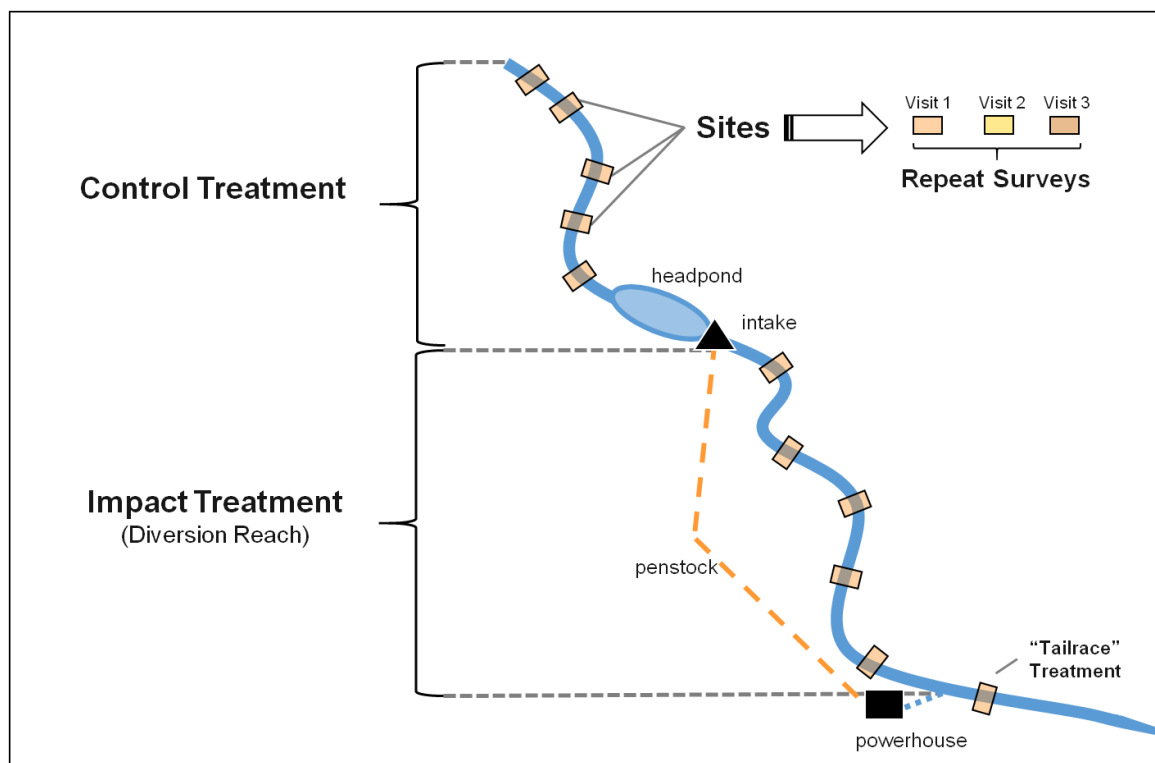 Visit 1
Visit 2
Visit 3
Sites
Repeat Surveys
Control Treatment
headpond
intake
Impact Treatment
(Diversion Reach)
penstock
“Tailrace”
Treatment
powerhouse